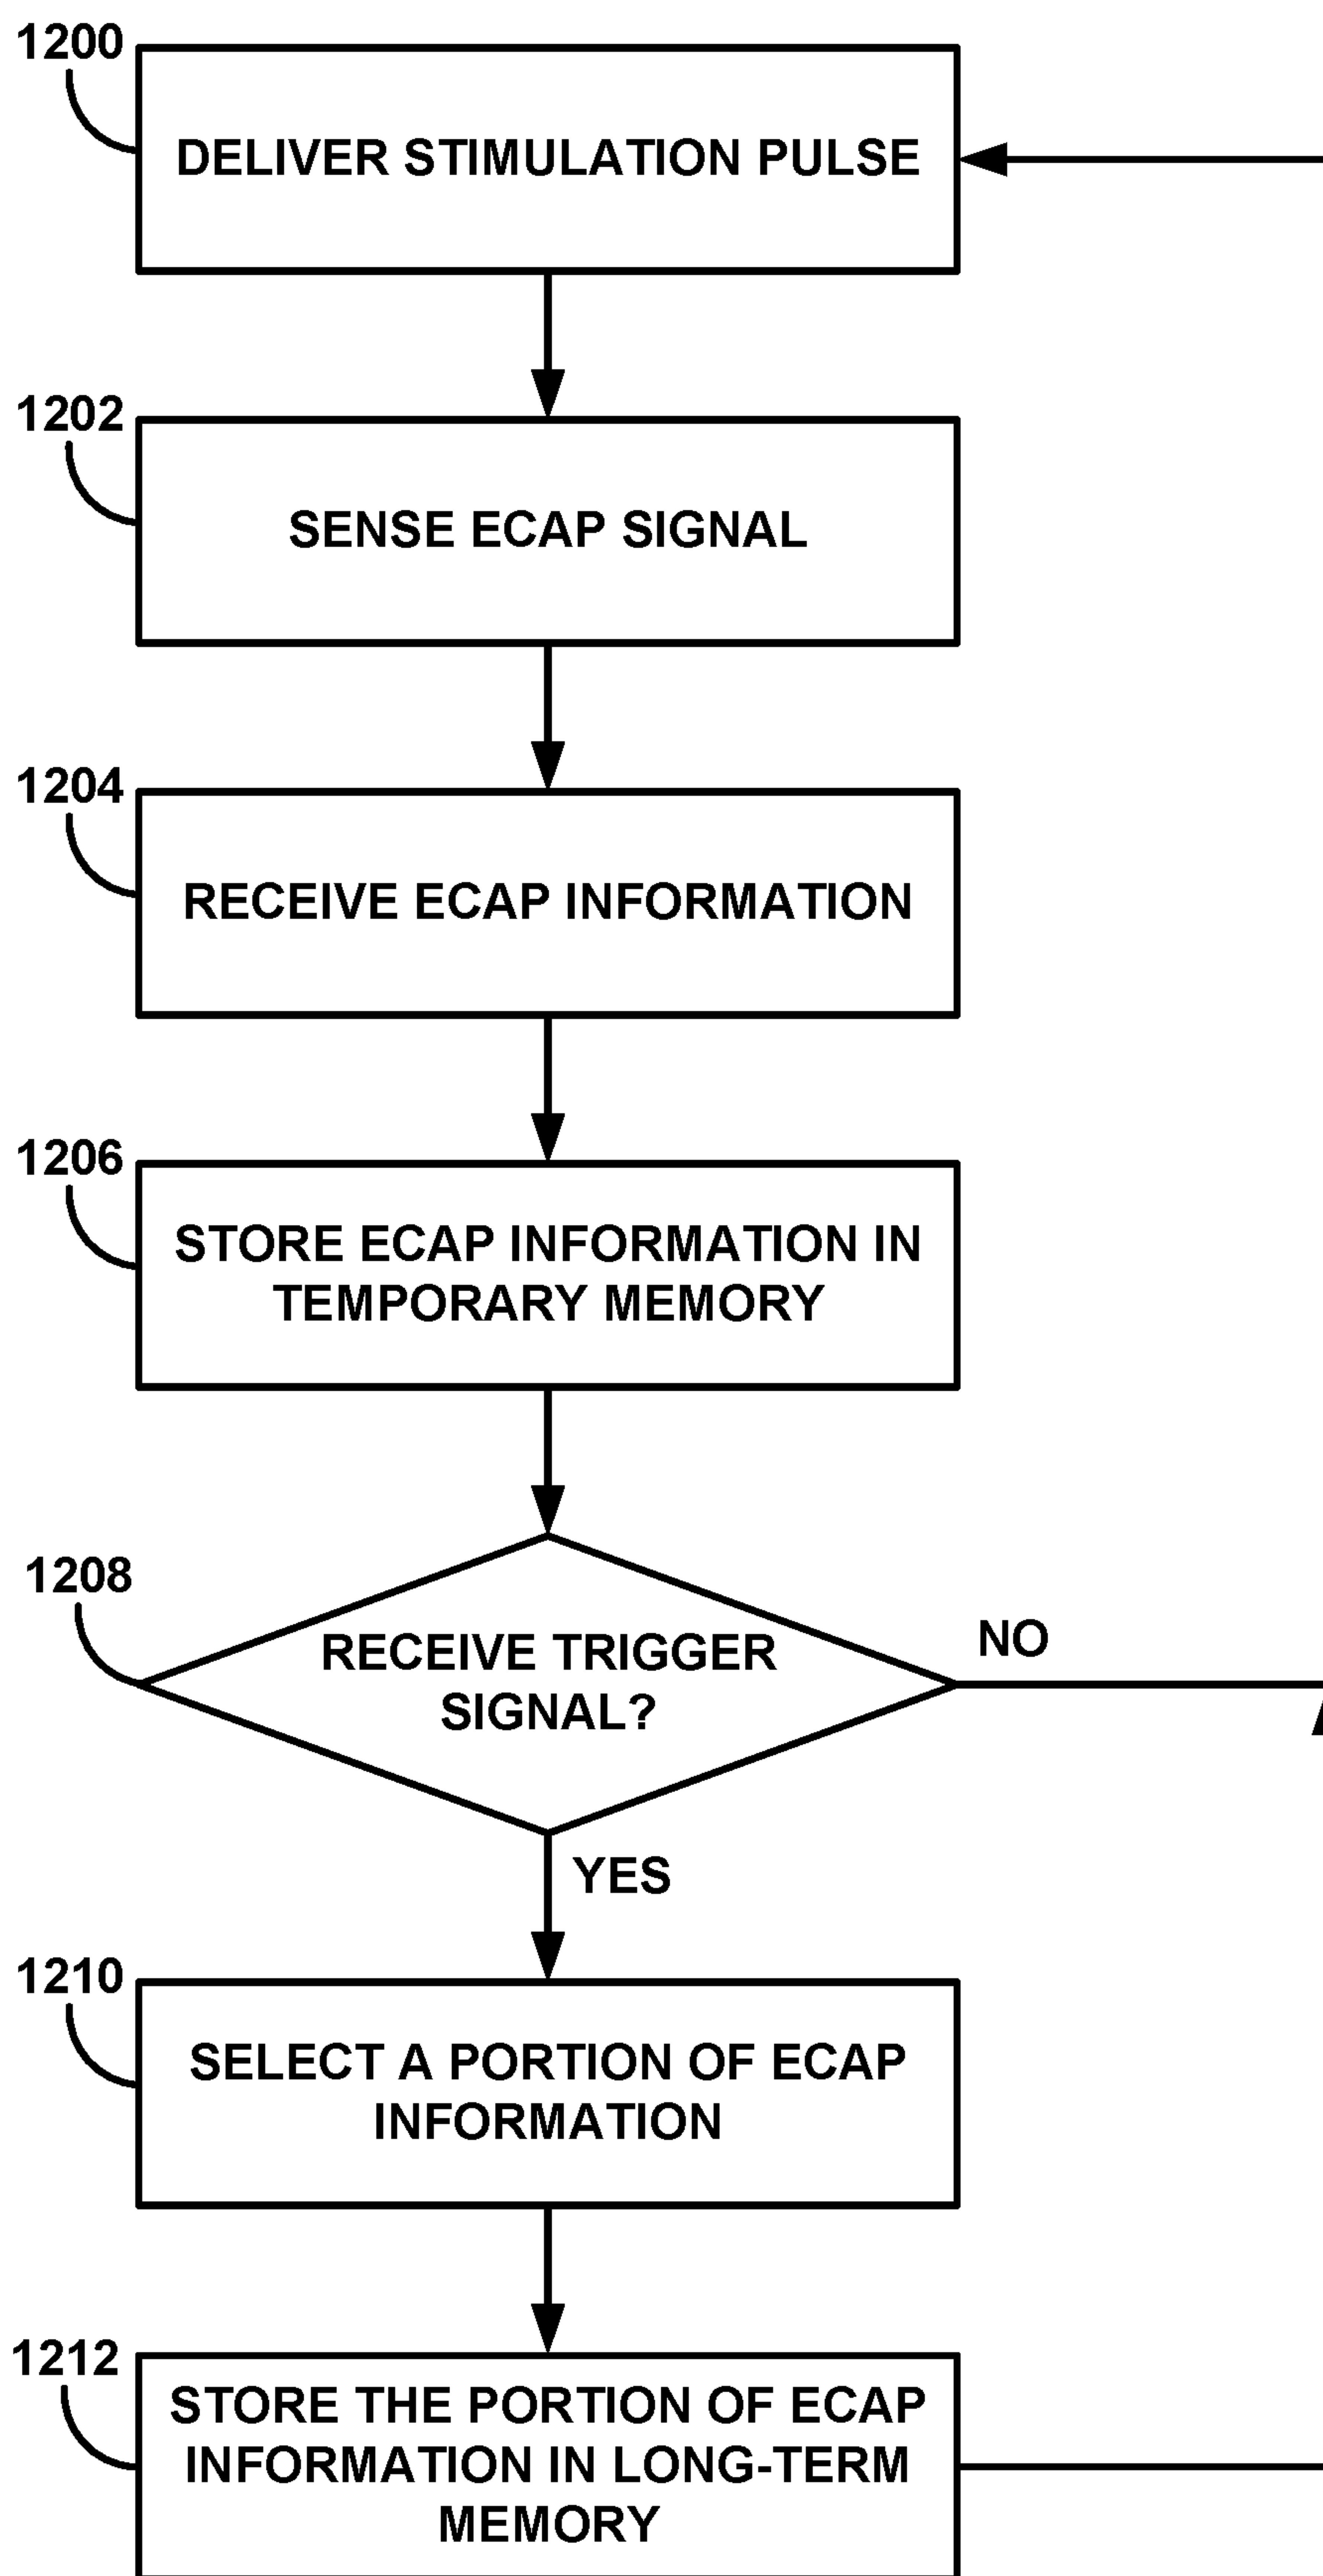 1200
DELIVER STIMULATION PULSE
1202
SENSE ECAP SIGNAL
1204
RECEIVE ECAP INFORMATION
1206
STORE ECAP INFORMATION IN
TEMPORARY MEMORY
1208
RECEIVE TRIGGER
SIGNAL?
NO
YES
1210
SELECT A PORTION OF ECAP
INFORMATION
1212
STORE THE PORTION OF ECAP
INFORMATION IN LONG-TERM
MEMORY